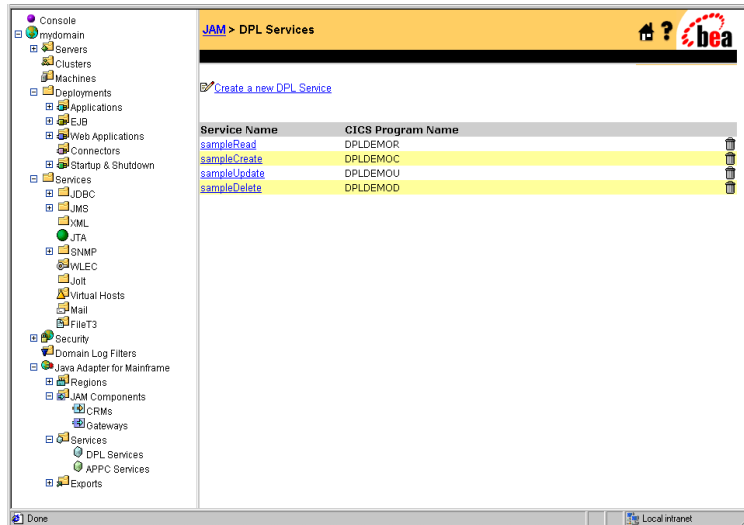 Console
mydomain
Servers
Clusters
Machines
Deployments
Applications
EJB
Web Applications
Connectors
Startup & Shutdown
Services
JDBC
JMS
XML
JTA
SNMP
WLEC
Jolt
Virtual Hosts
Mail
FileT3
Security
Domain Log Filters
Java Adapter for Mainframe
Regions
JAM Components
CRMs
Gateways
Services
DPL Services
APPC Services
Exports
JAM > DPL Services
? bea
Create a new DPL Service
Service Name CICS Program Name
sampleRead DPLDEMOR
sampleCreate DPLDEMOC
sampleUpdate DPLDEMOU
sampleDelete DPLDEMOD
Done Local intranet